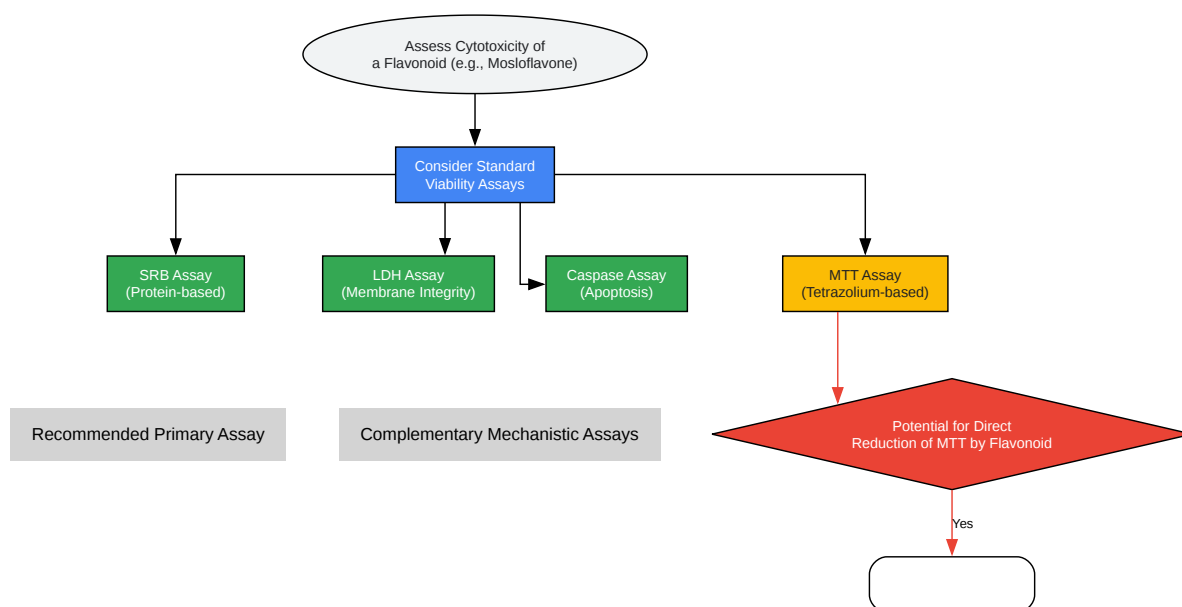 Assess Cytotoxicity of
a Flavonoid (e.g., Mosloflavone)
Consider Standard
Viability Assays
SRB Assay
(Protein-based)
LDH Assay
(Membrane Integrity)
Caspase Assay
(Apoptosis)
MTT Assay
(Tetrazolium-based)
Recommended Primary Assay
Complementary Mechanistic Assays
Potential for Direct
Reduction of MTT by Flavonoid
Yes